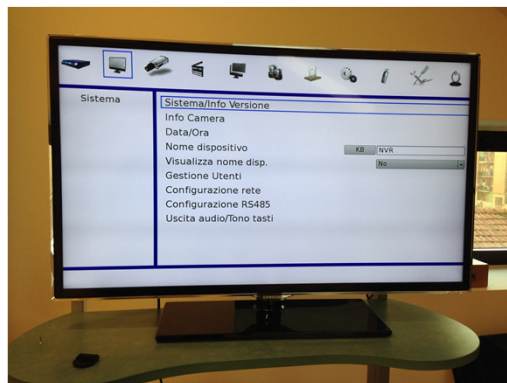 Sistema
Sistema/Info Versione
Info Camera
Data/Ora
Nome dispositivo KB NVR
Visualizza nome disp. No
Gestione Utenti
Configurazione rete
Configurazione RS485
Uscita audio/Tono tasti